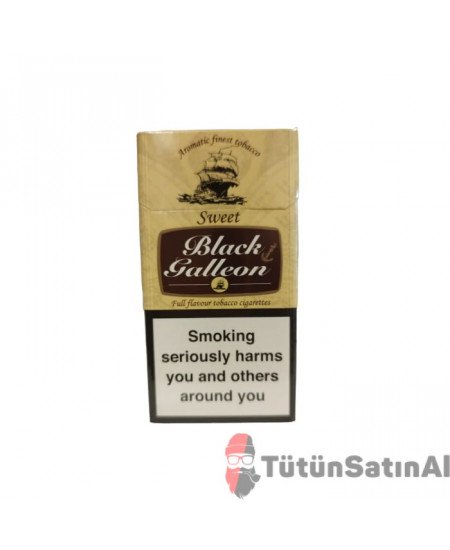 Aromatic finest tobacco
Sweet
Black
Galleon
Full flavour tobacco cigarettes
Smoking
seriously harms
you and others
around you
TütünSatınAl